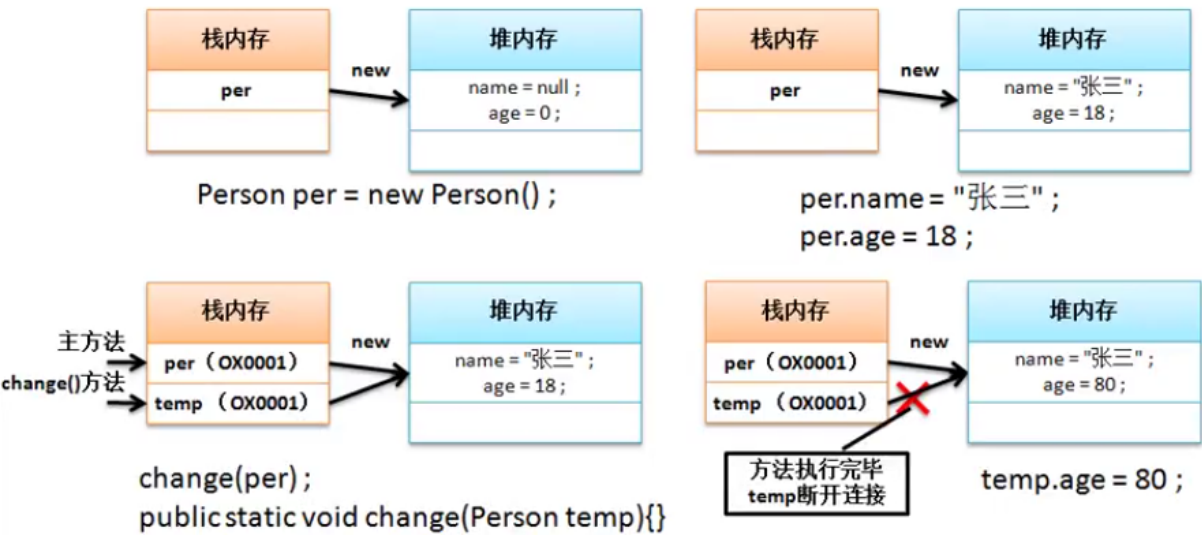 栈内存
堆内存
new
per
name = null ;
age = 0 ;
Person per = new Person() ;
栈内存
堆内存
new
per
name = "张三" ;
age = 18 ;
per.name = "张三" ;
per.age = 18 ;
栈内存
堆内存
主方法
new
per（OX0001）
name = "张三" ;
age = 18 ;
change()方法
temp （OX0001）
change(per) ;
public static void change(Person temp){}
栈内存
堆内存
new
per（OX0001）
name = "张三" ;
age = 80 ;
temp （OX0001）
方法执行完毕
temp断开连接
temp.age = 80 ;